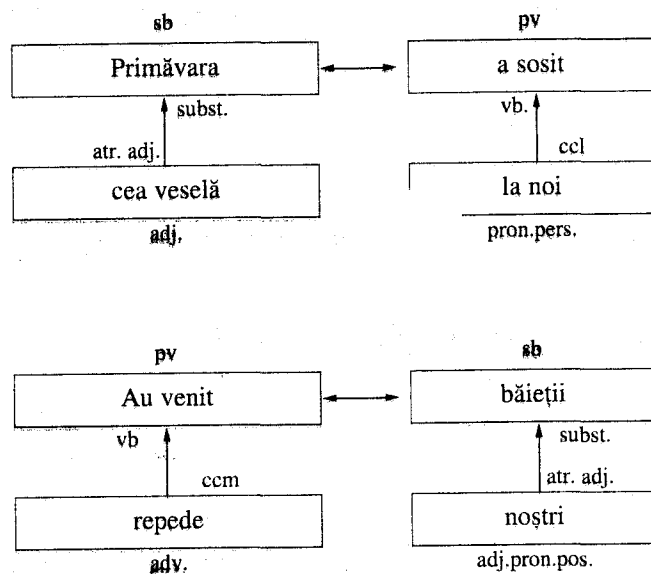 sb pv
Primăvara a sosit
subst. vb.
atr. adj. ccl
cea veselă la noi
adj. pron.pers.
pv sb
Au venit băieții
vb subst.
ccm atr. adj.
repede noștri
adv. adj.pron.pos.